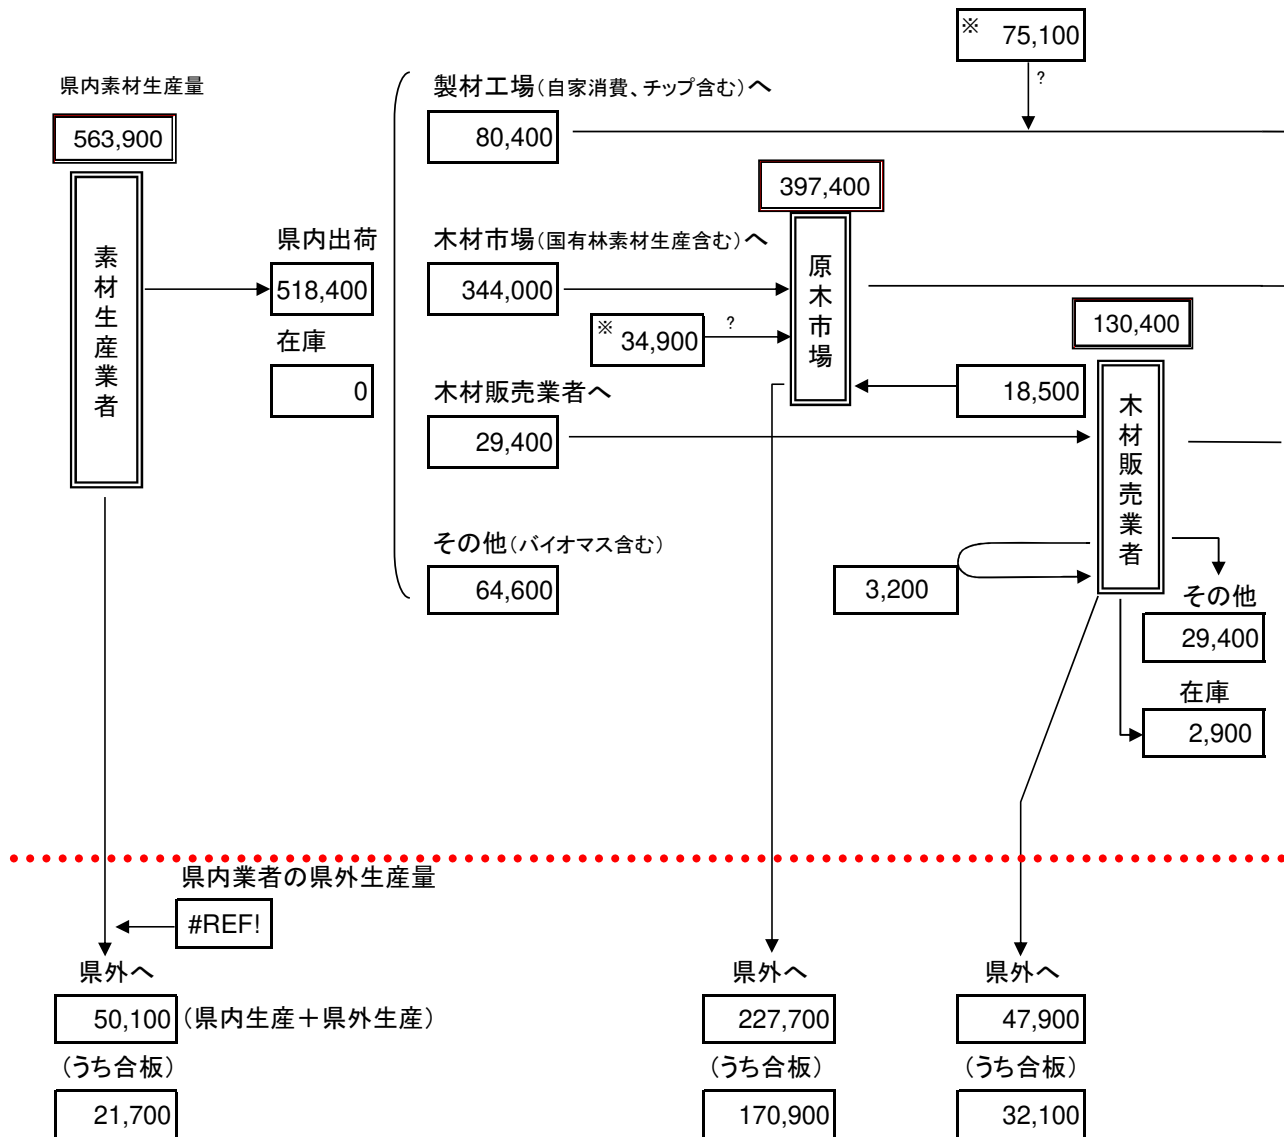 ※ 75,100
?
県内素材生産量
563,900
素材生産業者
県内出荷
518,400
在庫
0
製材工場(自家消費、チップ含む)へ
80,400
木材市場(国有林素材生産含む)へ
344,000
※ 34,900
?
木材販売業者へ
29,400
その他(バイオマス含む)
64,600
397,400
原木市場
18,500
130,400
木材販売業者
3,200
その他
29,400
在庫
2,900
県内業者の県外生産量
#REF!
県外へ
50,100 (県内生産+県外生産)
(うち合板)
21,700
県外へ
227,700
(うち合板)
170,900
県外へ
47,900
(うち合板)
32,100